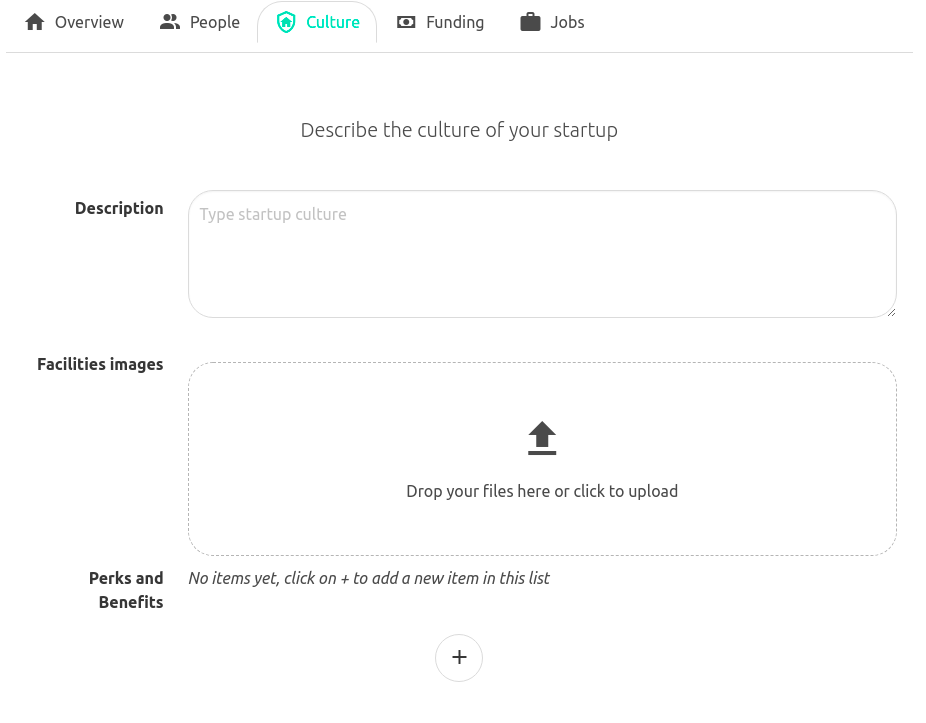 Overview People Culture Funding Jobs
Describe the culture of your startup
Description
Type startup culture
Facilities images
Drop your files here or click to upload
Perks and Benefits
No items yet, click on + to add a new item in this list
+